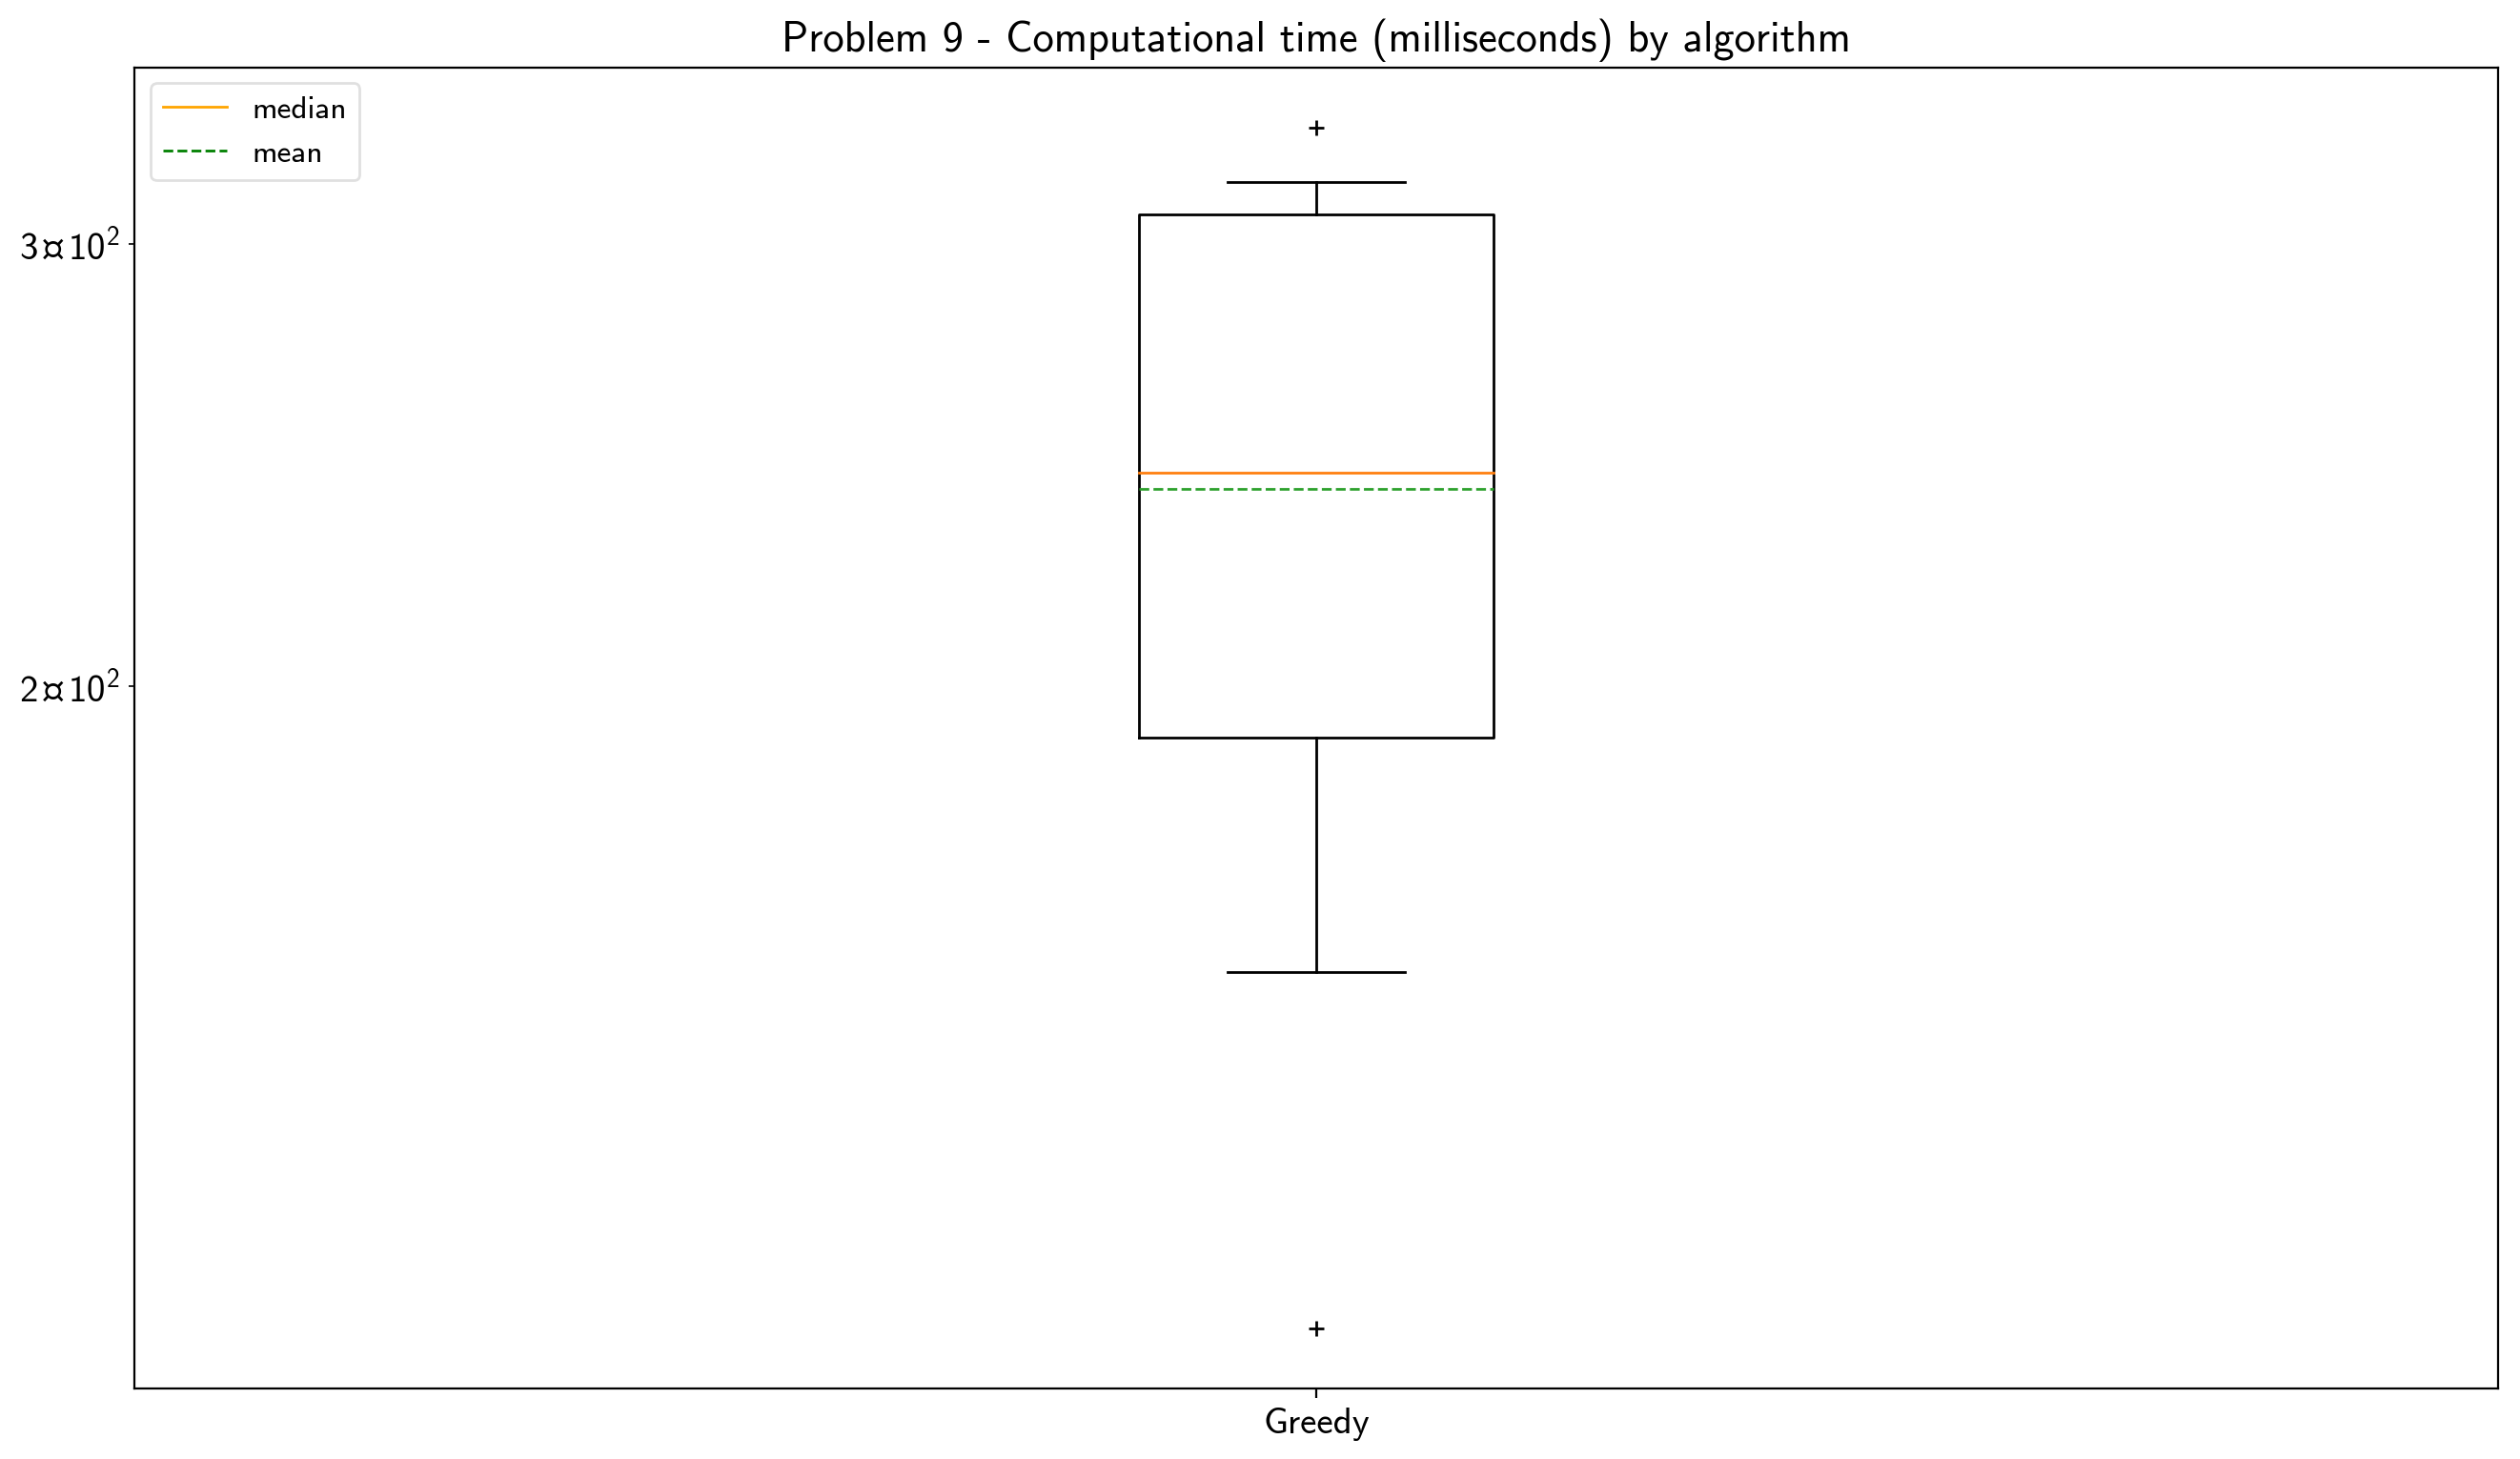 Problem 9 - Computational time (milliseconds) by algorithm
median
mean
3¤10²
2¤10²
Greedy